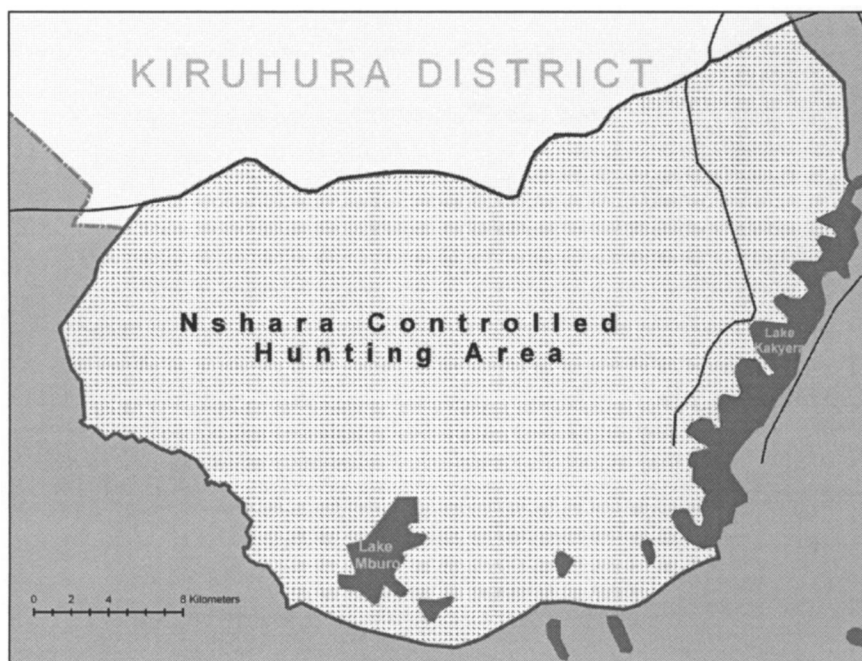 KIRUHURA DISTRICT
Nshara Controlled
Hunting Area
Lake
Kakyera
Lake
Mburo
0 2 4 8 Kilometers